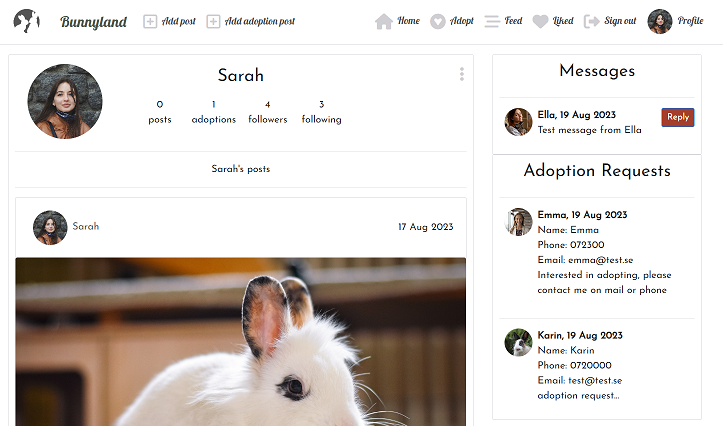 Bunnyland Add post Add adoption post Home Adopt Feed Liked Sign out Profile
Sarah
0 1 4 3
posts adoptions followers following
Sarah's posts
Sarah 17 Aug 2023
Messages
Ella, 19 Aug 2023
Test message from Ella
Reply
Adoption Requests
Emma, 19 Aug 2023
Name: Emma
Phone: 072300
Email: emma@test.se
Interested in adopting, please
contact me on mail or phone
Karin, 19 Aug 2023
Name: Karin
Phone: 0720000
Email: test@test.se
adoption request...